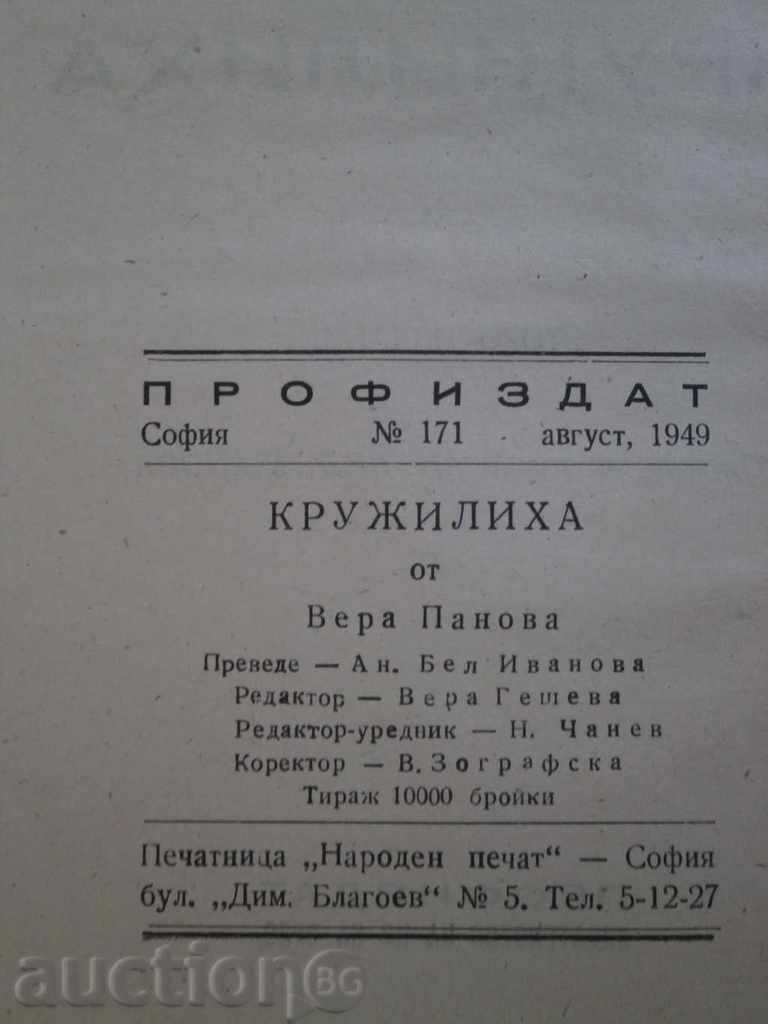 ПРОФИЗДАТ
София № 171 - август, 1949
КРУЖИЛИХА
от
Вера Панова
Преведе — Ан. Бел Иванова
Редактор — Вера Гешева
Редактор-уредник — Н. Чанев
Коректор — В. Зографска
Тираж 10000 бройки
Печатница „Народен печат“ — София
бул. „Дим. Благоев“ № 5. Тел. 5-12-27
auction BG